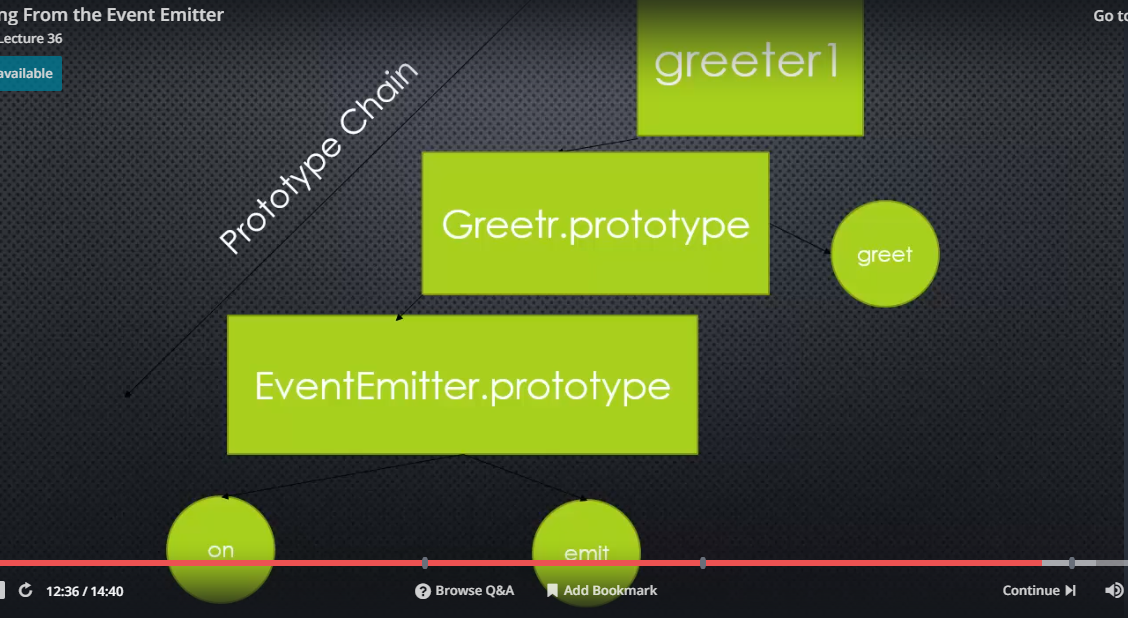 ng From the Event Emitter
Lecture 36
available
Go to
Prototype Chain
greeter1
Greetr.prototype
greet
EventEmitter.prototype
on
emit
12:36 / 14:40
? Browse Q&A
Add Bookmark
Continue